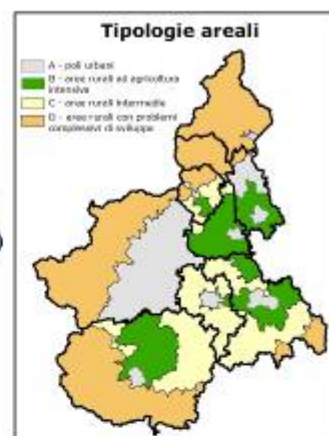 Tipologie areali
A - poli urbani
B - aree rurali ad agricoltura
intensiva
C - aree rurali intermedie
D - aree rurali con problemi
complessivi di sviluppo